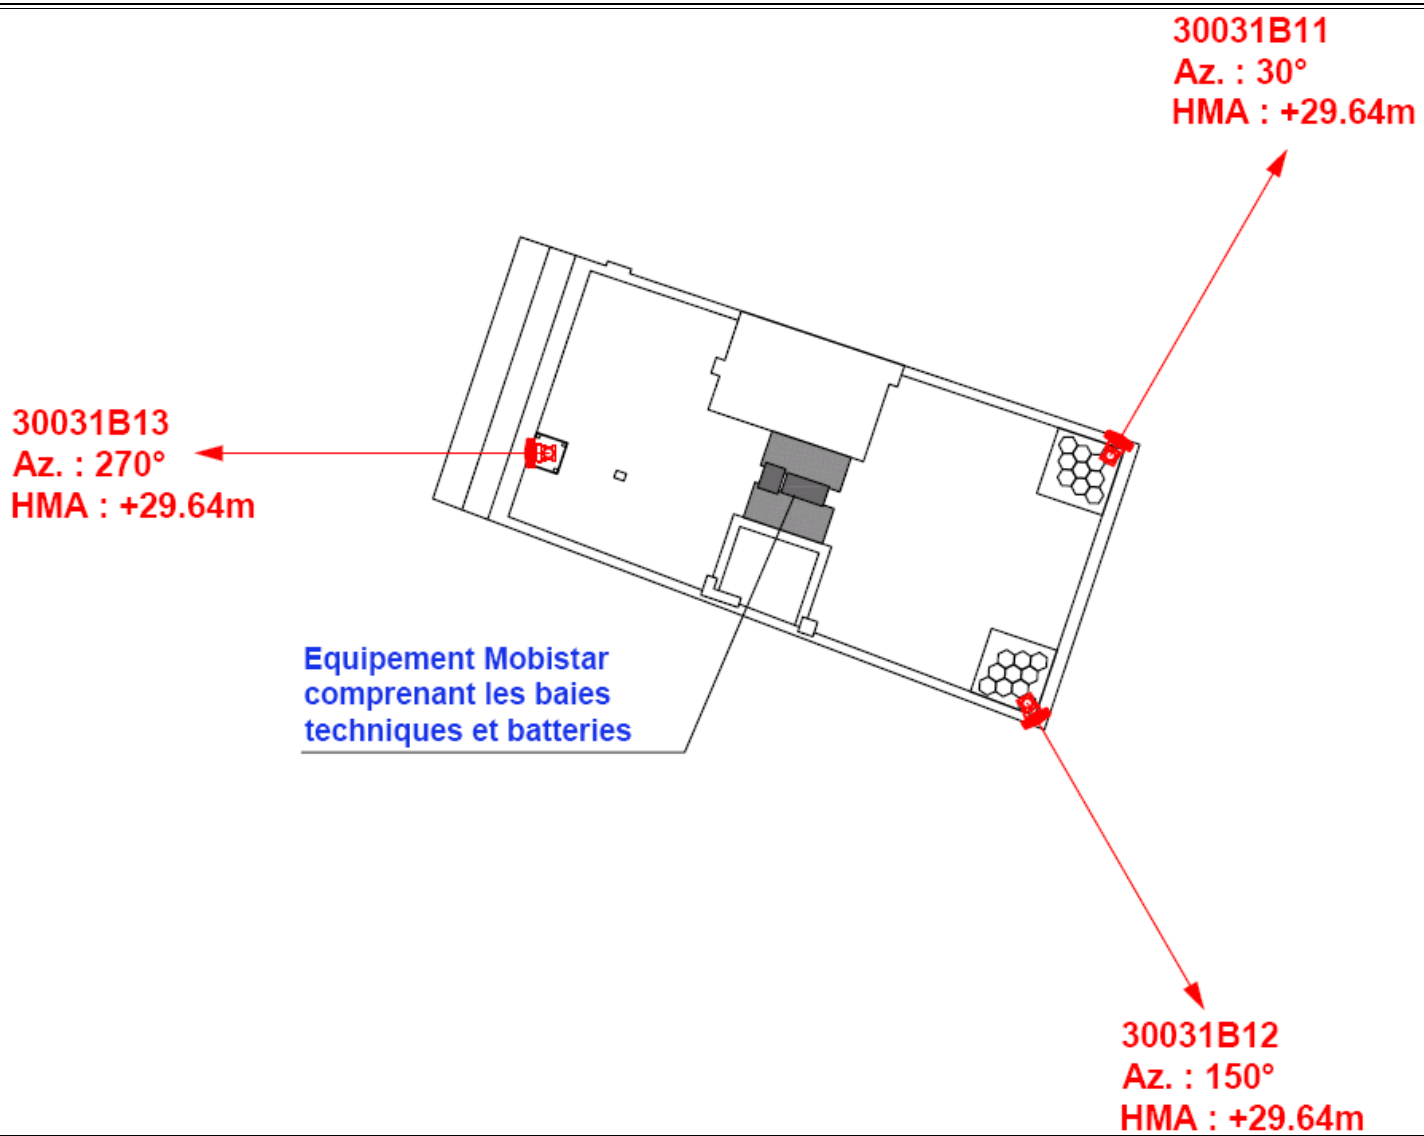 30031B11
Az. : 30°
HMA : +29.64m
30031B13
Az. : 270°
HMA : +29.64m
Equipement Mobistar
comprenant les baies
techniques et batteries
30031B12
Az. : 150°
HMA : +29.64m